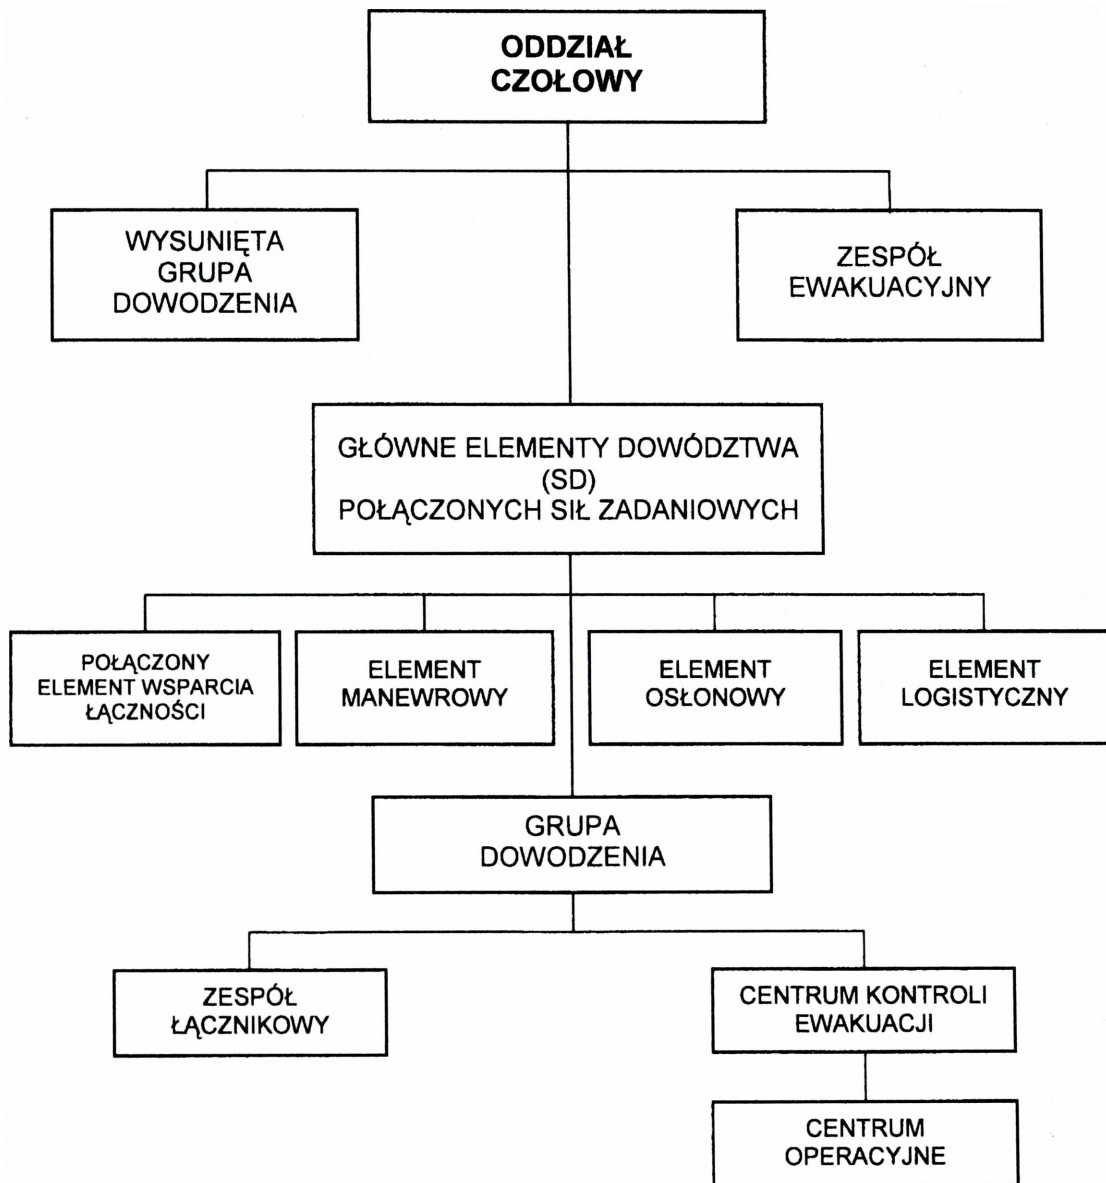 ODDZIAŁ
CZOŁOWY
WYSUNIĘTA
GRUPA
DOWODZENIA
ZESPÓŁ
EWAKUACYJNY
GŁÓWNE ELEMENTY DOWÓDZTWA
(SD)
POŁĄCZONYCH SIŁ ZADANIOWYCH
POŁĄCZONY
ELEMENT WSPARCIA
ŁĄCZNOŚCI
ELEMENT
MANEWROWY
ELEMENT
OSŁONOWY
ELEMENT
LOGISTYCZNY
GRUPA
DOWODZENIA
ZESPÓŁ
ŁĄCZNIKOWY
CENTRUM KONTROLI
EWAKUACJI
CENTRUM
OPERACYJNE